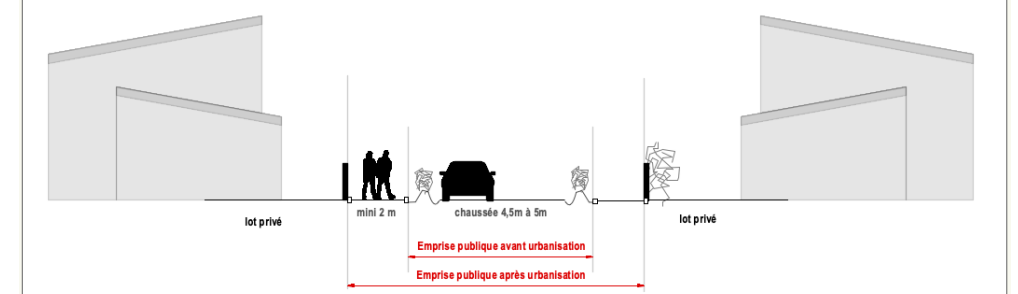 mini 2 m
chaussée 4,5m à 5m
lot privé
lot privé
Emprise publique avant urbanisation
Emprise publique après urbanisation